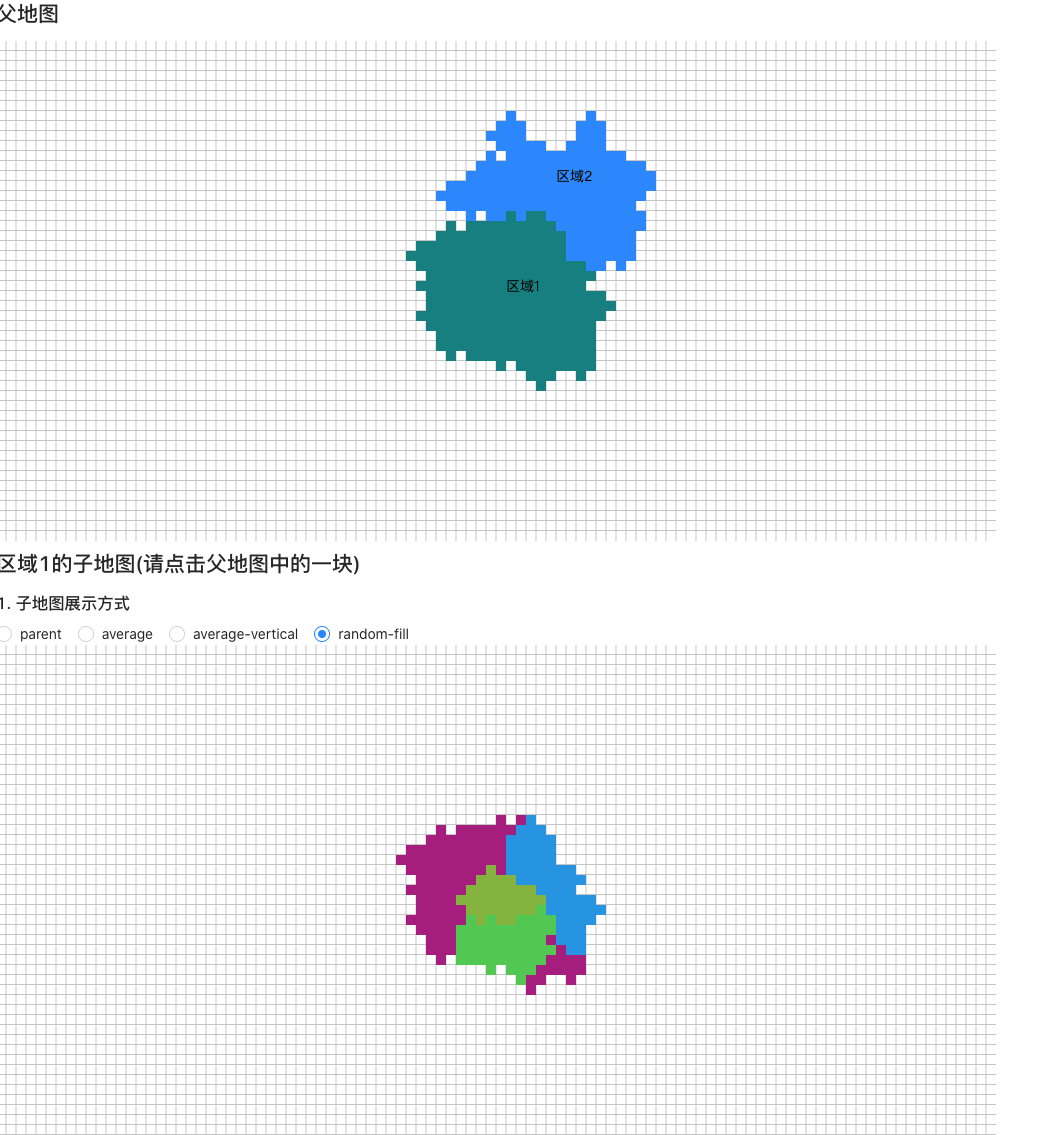 父地图
区域2
区域1
区域1的子地图(请点击父地图中的一块)
1. 子地图展示方式
parent average average-vertical random-fill